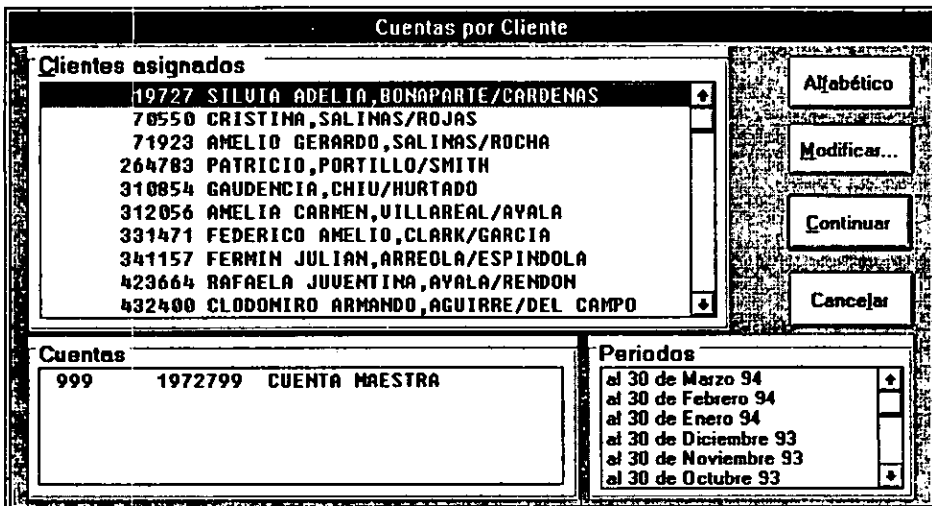 Cuentas por Cliente
Clientes asignados
19727 SILVIA ADELIA,BONAPARTE/CARDENAS
70550 CRISTINA,SALINAS/ROJAS
71923 AMELIO GERARDO,SALINAS/ROCHA
264783 PATRICIO,PORTILLO/SMITH
310854 GAUDENCIA,CHIU/HURTADO
312056 AMELIA CARMEN,VILLAREAL/AYALA
331471 FEDERICO AMELIO,CLARK/GARCIA
341157 FERMIN JULIAN,ARREOLA/ESPINDOLA
423664 RAFAELA JUVENTINA,AYALA/RENDON
432400 CLODOMIRO ARMANDO,AGUIRRE/DEL CAMPO
Alfabético
Modificar...
Continuar
Cancelar
Cuentas
999 1972799 CUENTA MAESTRA
Periodos
al 30 de Marzo 94
al 30 de Febrero 94
al 30 de Enero 94
al 30 de Diciembre 93
al 30 de Noviembre 93
al 30 de Octubre 93